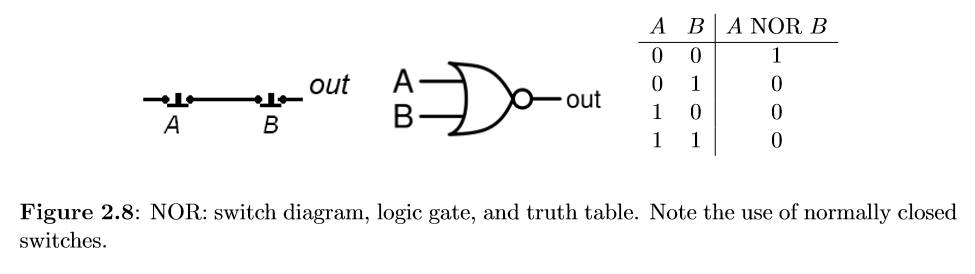 A B out
A
B
out
A B A NOR B
0 0 1
0 1 0
1 0 0
1 1 0
Figure 2.8: NOR: switch diagram, logic gate, and truth table. Note the use of normally closed
switches.